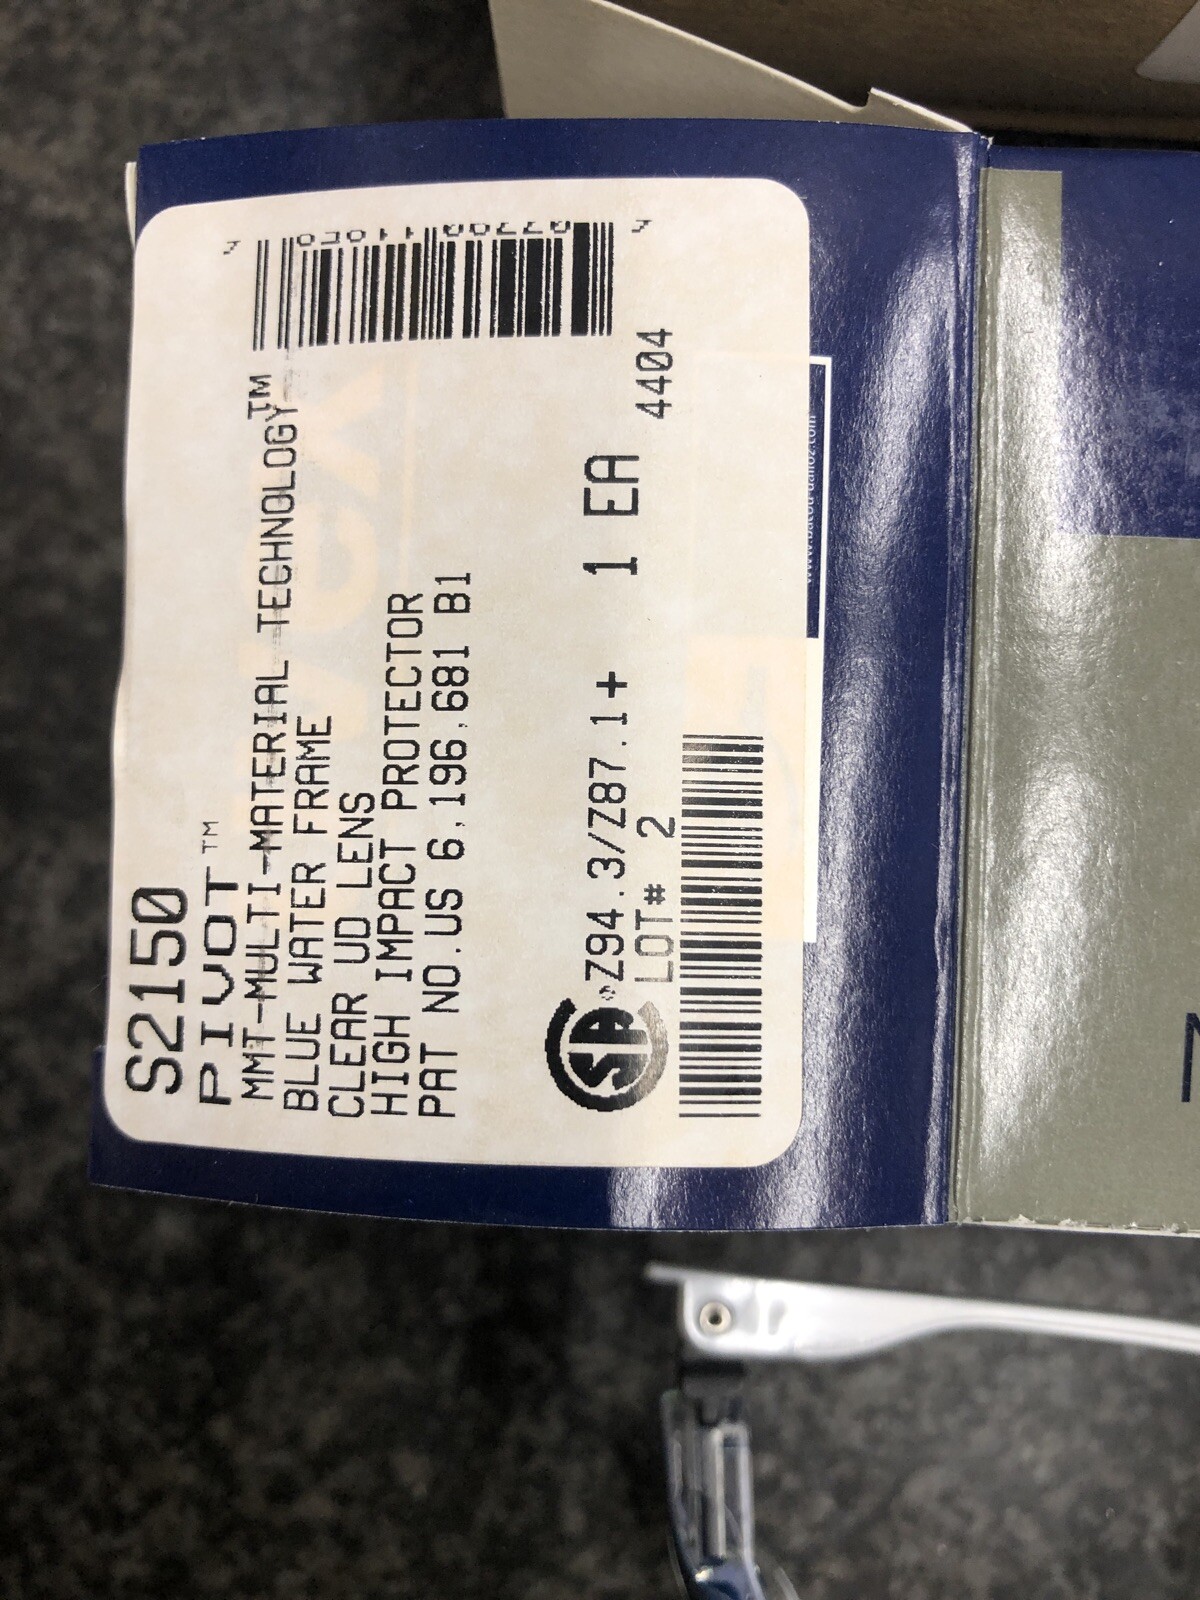 S2150
PIVOT™
MMT-MULTI-MATERIAL TECHNOLOGY™
BLUE WATER FRAME
CLEAR UD LENS
HIGH IMPACT PROTECTOR
PAT NO.US 6,196,681 B1
SA® Z94.3/Z87.1+ 1 EA
LOT# 2
4404